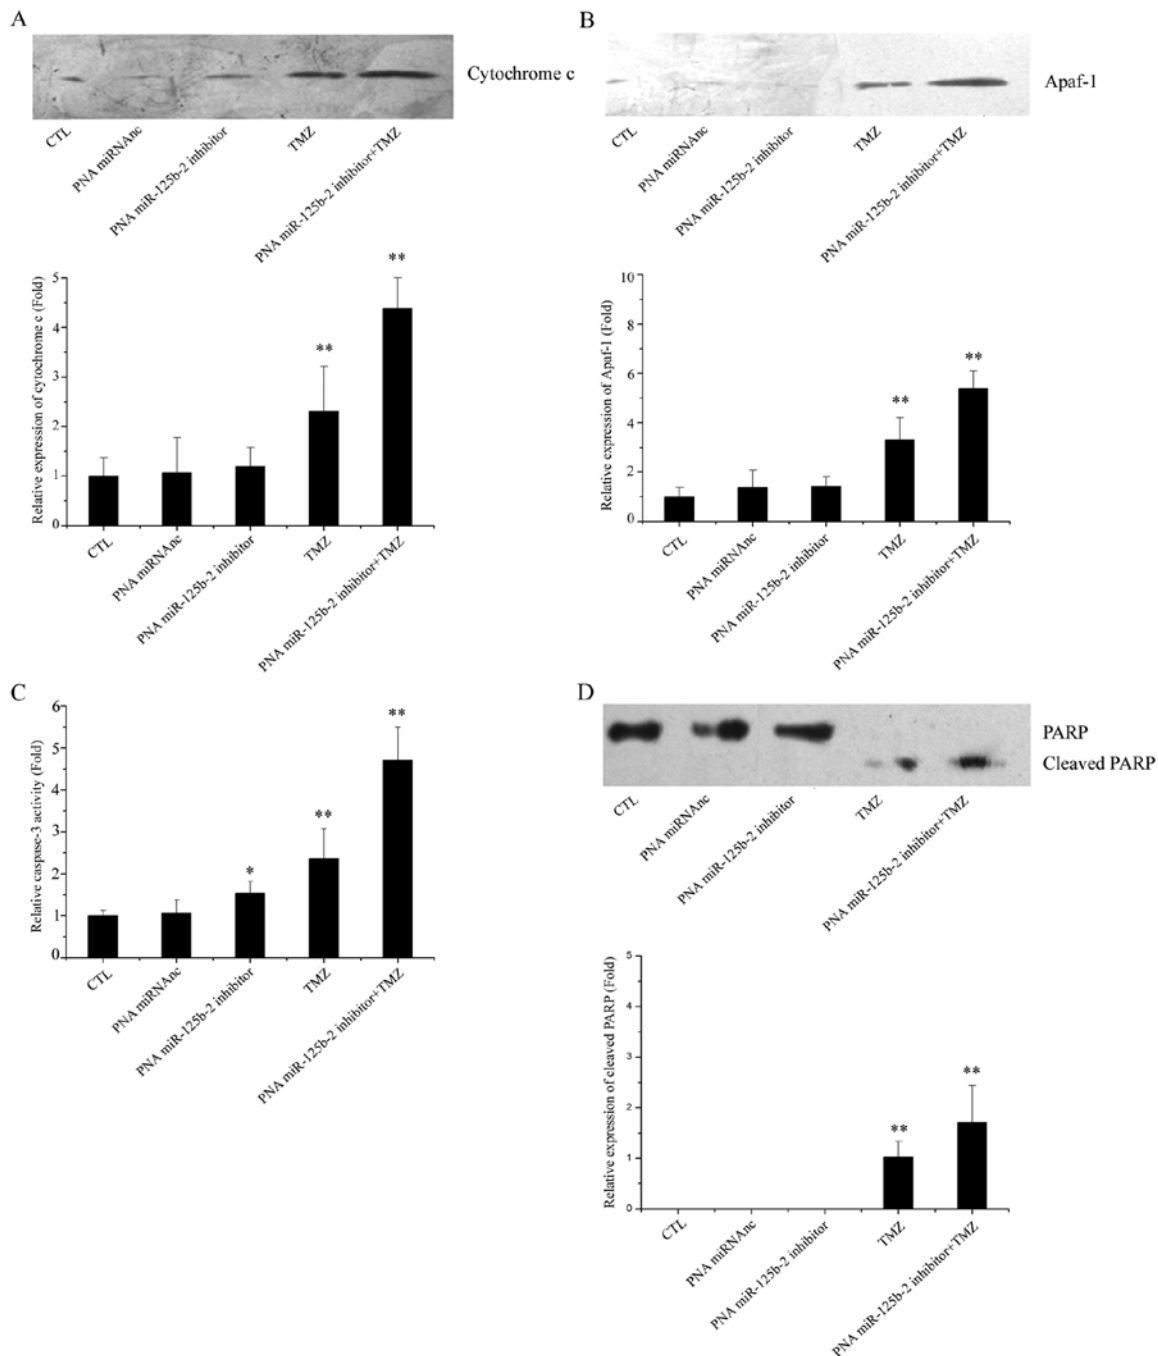 A
Cytochrome c
CTL
PNA miRNAnc
PNA miR-125b-2 inhibitor
TMZ
PNA miR-125b-2 inhibitor+TMZ
Relative expression of cytochrome c (Fold)
5
4
3
2
1
0
**
**
CTL
PNA miRNAnc
PNA miR-125b-2 inhibitor
TMZ
PNA miR-125b-2 inhibitor+TMZ
B
Apaf-1
CTL
PNA miRNAnc
PNA miR-125b-2 inhibitor
TMZ
PNA miR-125b-2 inhibitor+TMZ
Relative expression of Apaf-1 (Fold)
10
8
6
4
2
0
**
**
CTL
PNA miRNAnc
PNA miR-125b-2 inhibitor
TMZ
PNA miR-125b-2 inhibitor+TMZ
C
Relative caspase-3 activity (Fold)
6
5
4
3
2
1
0
*
**
**
CTL
PNA miRNAnc
PNA miR-125b-2 inhibitor
TMZ
PNA miR-125b-2 inhibitor+TMZ
D
PARP
Cleaved PARP
CTL
PNA miRNAnc
PNA miR-125b-2 inhibitor
TMZ
PNA miR-125b-2 inhibitor+TMZ
Relative expression of cleaved PARP (Fold)
5
4
3
2
1
0
**
**
CTL
PNA miRNAnc
PNA miR-125b-2 inhibitor
TMZ
PNA miR-125b-2 inhibitor+TMZ